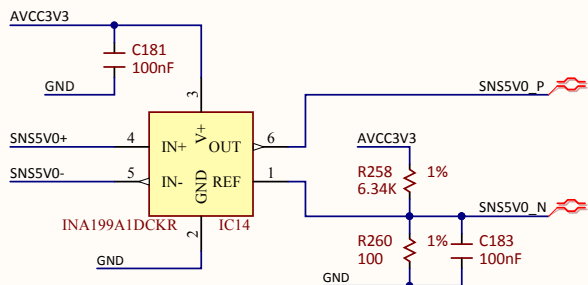 AVCC3V3
C181
100nF
GND
SNS5V0_P
3
V+
SNS5V0+
4
IN+
OUT
6
AVCC3V3
SNS5V0-
5
IN-
GND
REF
1
R258
1%
6.34K
SNS5V0_N
INA199A1DCKR
IC14
2
R260
1%
100
C183
100nF
GND
GND